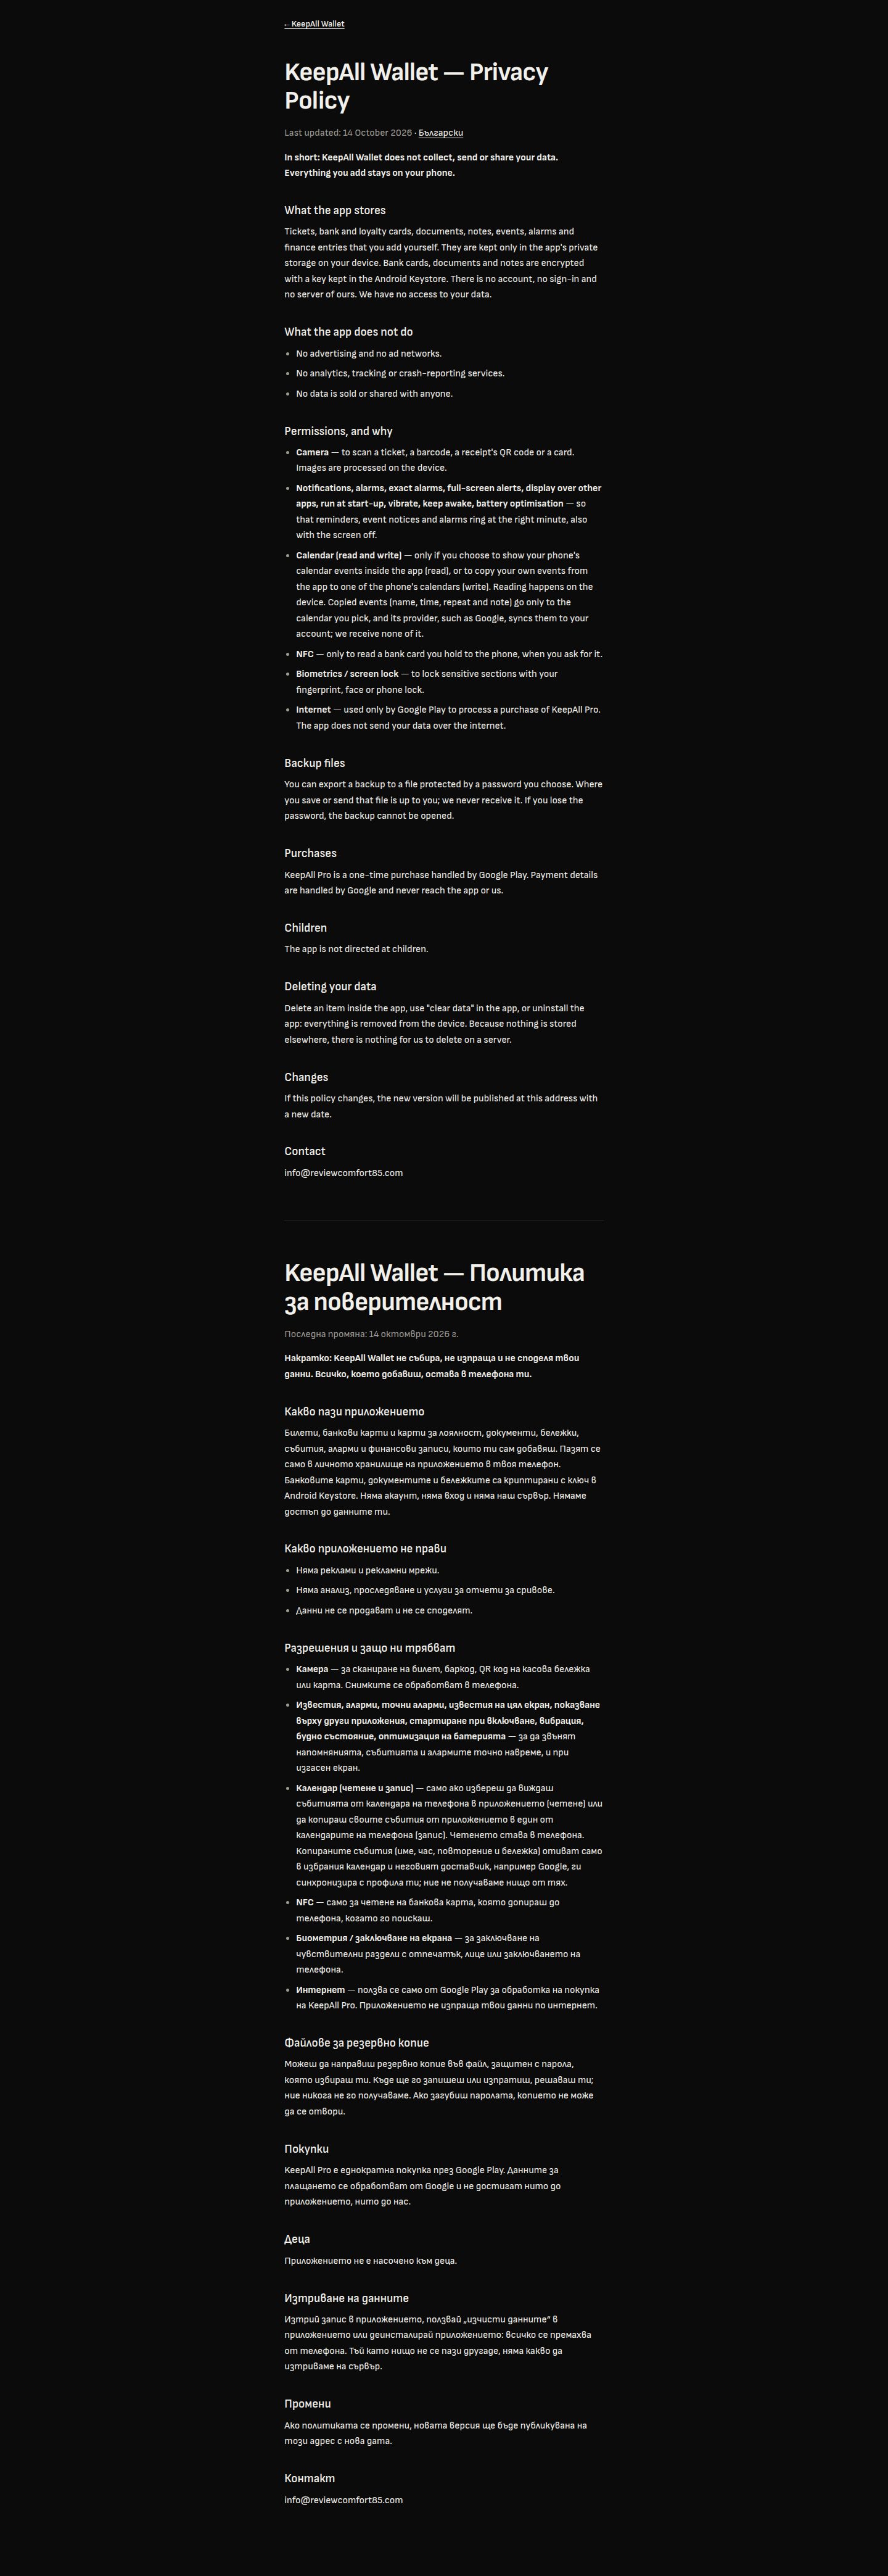 ← KeepAll Wallet
KeepAll Wallet — Privacy
Policy
Last updated: 14 October 2026 · Български
In short: KeepAll Wallet does not collect, send or share your data.
Everything you add stays on your phone.
What the app stores
Tickets, bank and loyalty cards, documents, notes, events, alarms and
finance entries that you add yourself. They are kept only in the app's private
storage on your device. Bank cards, documents and notes are encrypted
with a key kept in the Android Keystore. There is no account, no sign-in and
no server of ours. We have no access to your data.
What the app does not do
• No advertising and no ad networks.
• No analytics, tracking or crash-reporting services.
• No data is sold or shared with anyone.
Permissions, and why
• Camera — to scan a ticket, a barcode, a receipt's QR code or a card.
Images are processed on the device.
• Notifications, alarms, exact alarms, full-screen alerts, display over other
apps, run at start-up, vibrate, keep awake, battery optimisation — so
that reminders, event notices and alarms ring at the right minute, also
with the screen off.
• Calendar (read and write) — only if you choose to show your phone's
calendar events inside the app (read), or to copy your own events from
the app to one of the phone's calendars (write). Reading happens on the
device. Copied events (name, time, repeat and note) go only to the
calendar you pick, and its provider, such as Google, syncs them to your
account; we receive none of it.
• NFC — only to read a bank card you hold to the phone, when you ask for it.
• Biometrics / screen lock — to lock sensitive sections with your
fingerprint, face or phone lock.
• Internet — used only by Google Play to process a purchase of KeepAll Pro.
The app does not send your data over the internet.
Backup files
You can export a backup to a file protected by a password you choose. Where
you save or send that file is up to you; we never receive it. If you lose the
password, the backup cannot be opened.
Purchases
KeepAll Pro is a one-time purchase handled by Google Play. Payment details
are handled by Google and never reach the app or us.
Children
The app is not directed at children.
Deleting your data
Delete an item inside the app, use "clear data" in the app, or uninstall the
app: everything is removed from the device. Because nothing is stored
elsewhere, there is nothing for us to delete on a server.
Changes
If this policy changes, the new version will be published at this address with
a new date.
Contact
info@reviewcomfort85.com
KeepAll Wallet — Политика
за поверителност
Последна промяна: 14 октомври 2026 г.
Накратко: KeepAll Wallet не събира, не изпраща и не споделя твои
данни. Всичко, което добавиш, остава в телефона ти.
Какво пази приложението
Билети, банкови карти и карти за лоялност, документи, бележки,
събития, аларми и финансови записи, които ти сам добавяш. Пазят се
само в личното хранилище на приложението в твоя телефон.
Банковите карти, документите и бележките са криптирани с ключ в
Android Keystore. Няма акаунт, няма вход и няма наш сървър. Нямаме
достъп до данните ти.
Какво приложението не прави
• Няма реклами и рекламни мрежи.
• Няма анализ, проследяване и услуги за отчети за сривове.
• Данни не се продават и не се споделят.
Разрешения и защо ни трябват
• Камера — за сканиране на билет, баркод, QR код на касова бележка
или карта. Снимките се обработват в телефона.
• Известия, аларми, точни аларми, известия на цял екран, показване
върху други приложения, стартиране при включване, вибрация,
будно състояние, оптимизация на батерията — за да звънят
напомнянията, събитията и алармите точно навреме, и при
изгасен екран.
• Календар (четене и запис) — само ако избереш да виждаш
събитията от календара на телефона в приложението (четене) или
да копираш своите събития от приложението в един от
календарите на телефона (запис). Четенето става в телефона.
Копираните събития (име, час, повторение и бележка) отиват само
в избрания календар и неговият доставчик, например Google, ги
синхронизира с профила ти; ние не получаваме нищо от тях.
• NFC — само за четене на банкова карта, която допираш до
телефона, когато го поискаш.
• Биометрия / заключване на екрана — за заключване на
чувствителни раздели с отпечатък, лице или заключването на
телефона.
• Интернет — ползва се само от Google Play за обработка на покупка
на KeepAll Pro. Приложението не изпраща твои данни по интернет.
Файлове за резервно копие
Можеш да направиш резервно копие във файл, защитен с парола,
която избираш ти. Къде ще го запишеш или изпратиш, решаваш ти;
ние никога не го получаваме. Ако загубиш паролата, копието не може
да се отвори.
Покупки
KeepAll Pro е еднократна покупка през Google Play. Данните за
плащането се обработват от Google и не достигат нито до
приложението, нито до нас.
Деца
Приложението не е насочено към деца.
Изтриване на данните
Изтрий запис в приложението, ползвай „изчисти данните“ в
приложението или деинсталирай приложението: всичко се премахва
от телефона. Тъй като нищо не се пази другаде, няма какво да
изтриваме на сървър.
Промени
Ако политиката се промени, новата версия ще бъде публикувана на
този адрес с нова дата.
Контакт
info@reviewcomfort85.com